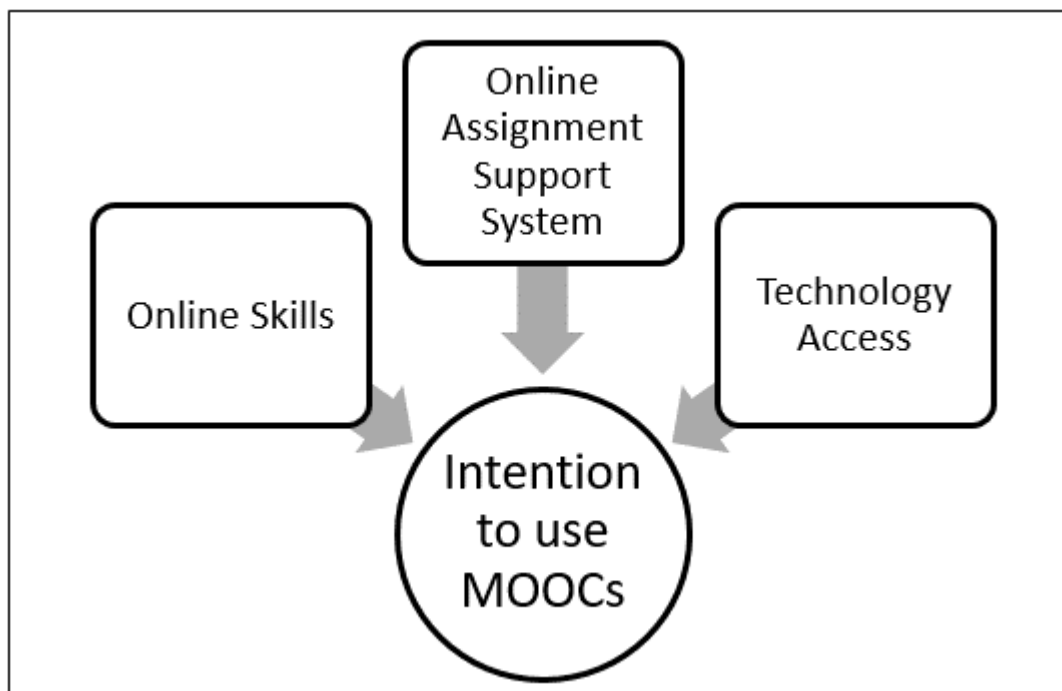 Online
Assignment
Support
System
Online Skills
Technology
Access
Intention
to use
MOOCs